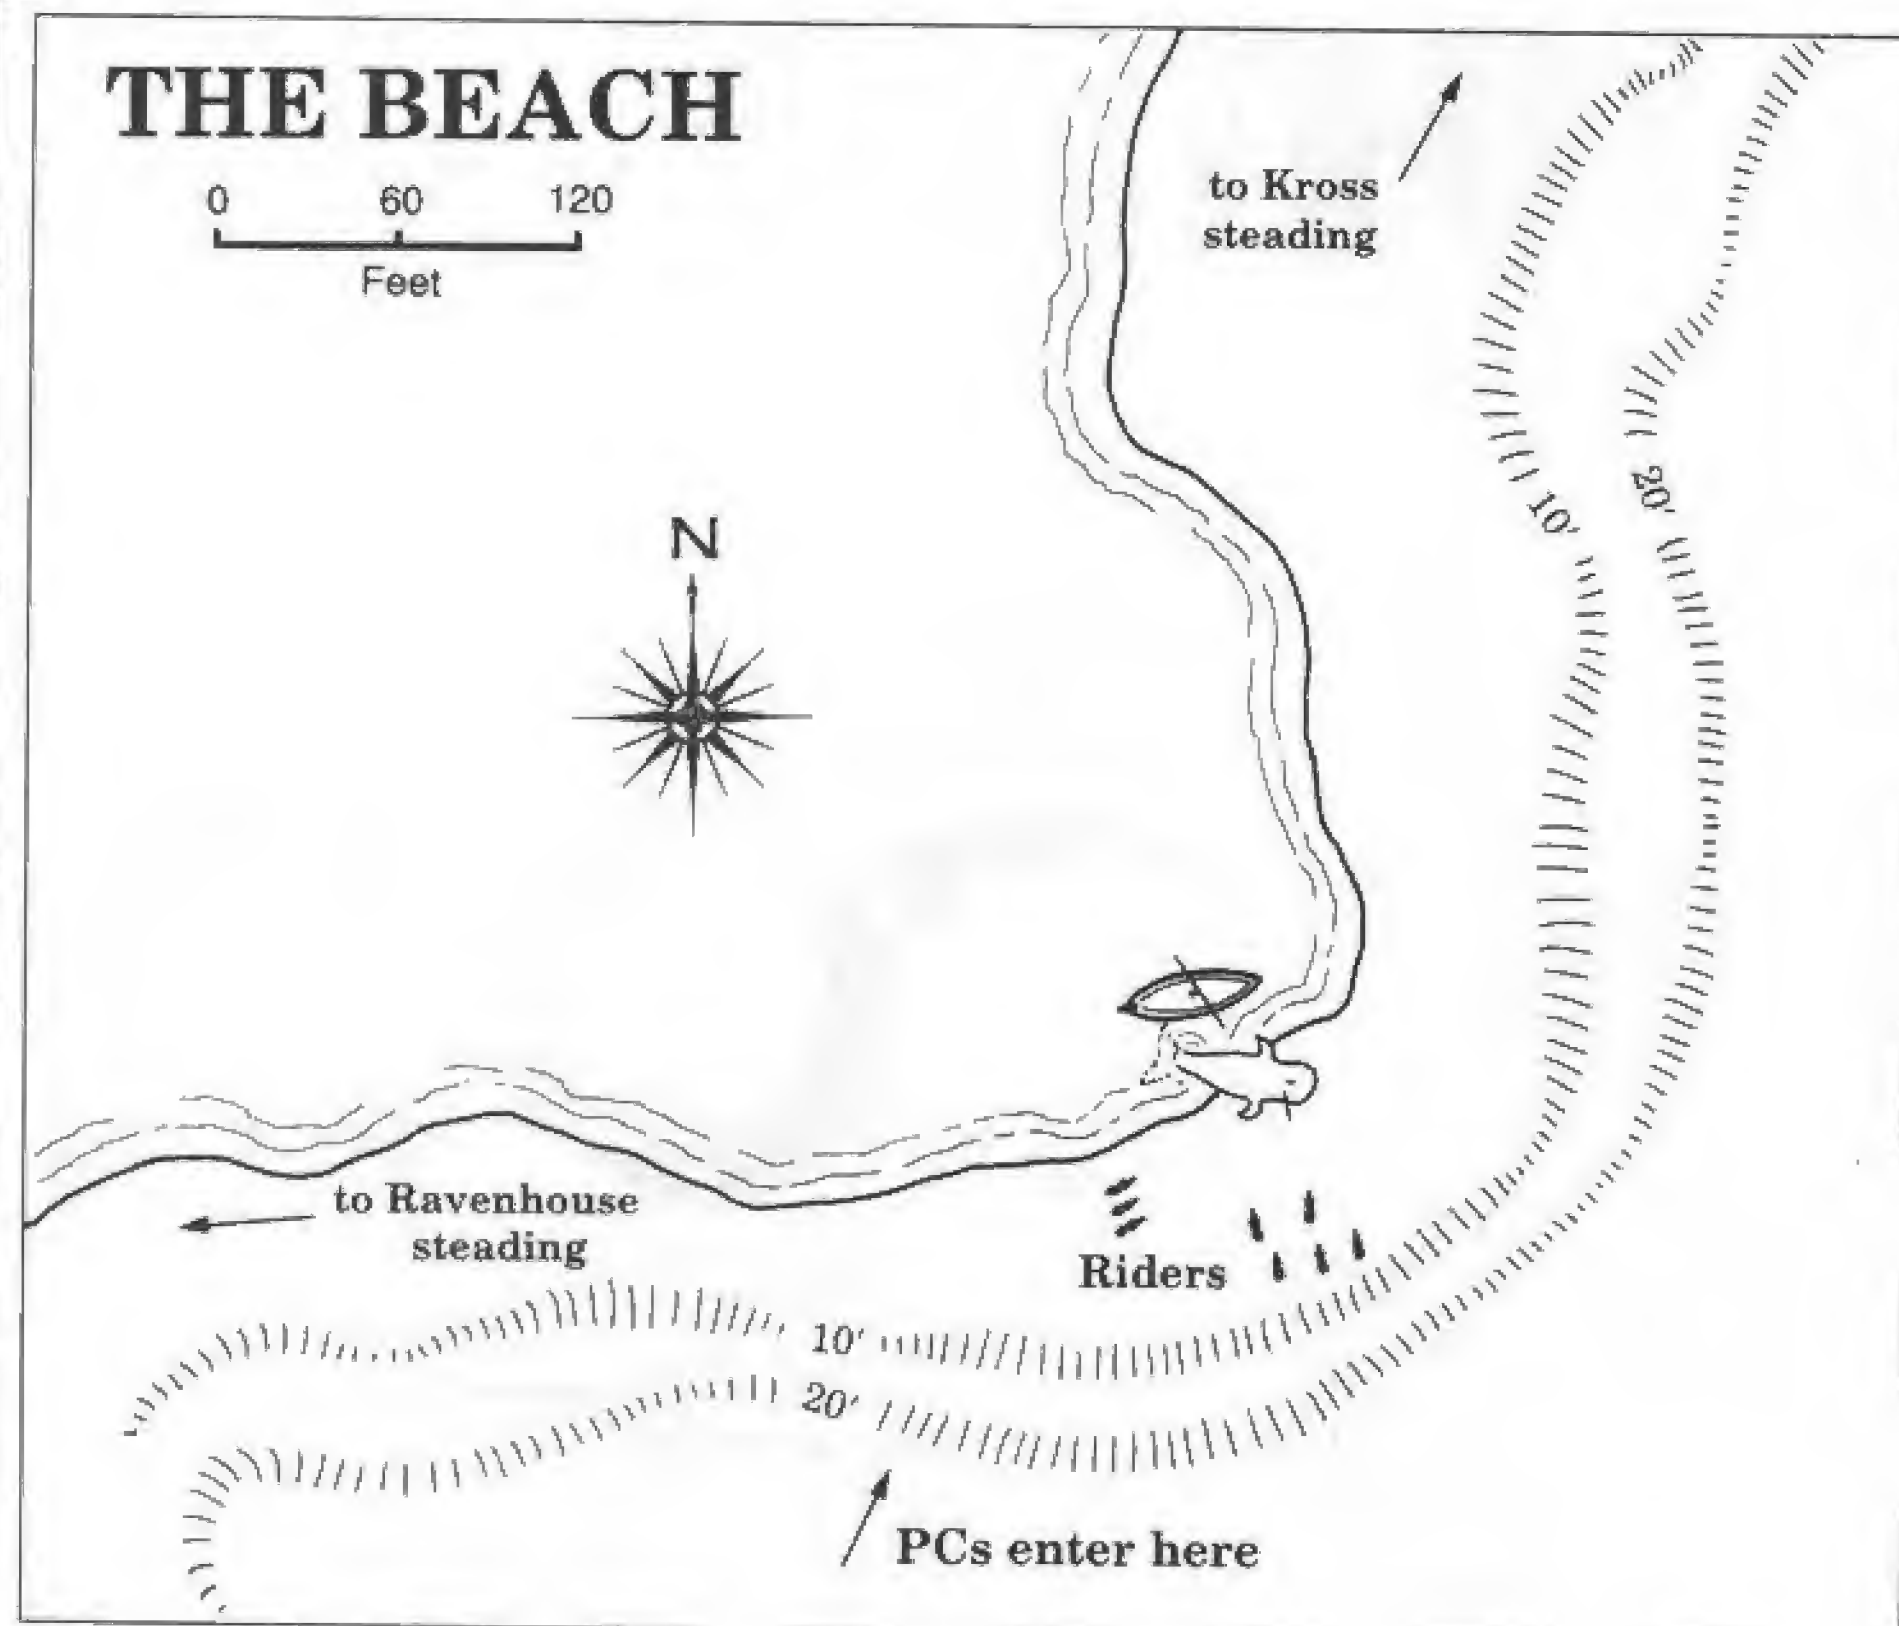 THE BEACH
0 60 120
Feet
to Kross
steading
N
10'
20'
to Ravenhouse
steading
Riders
10'
20'
PCs enter here